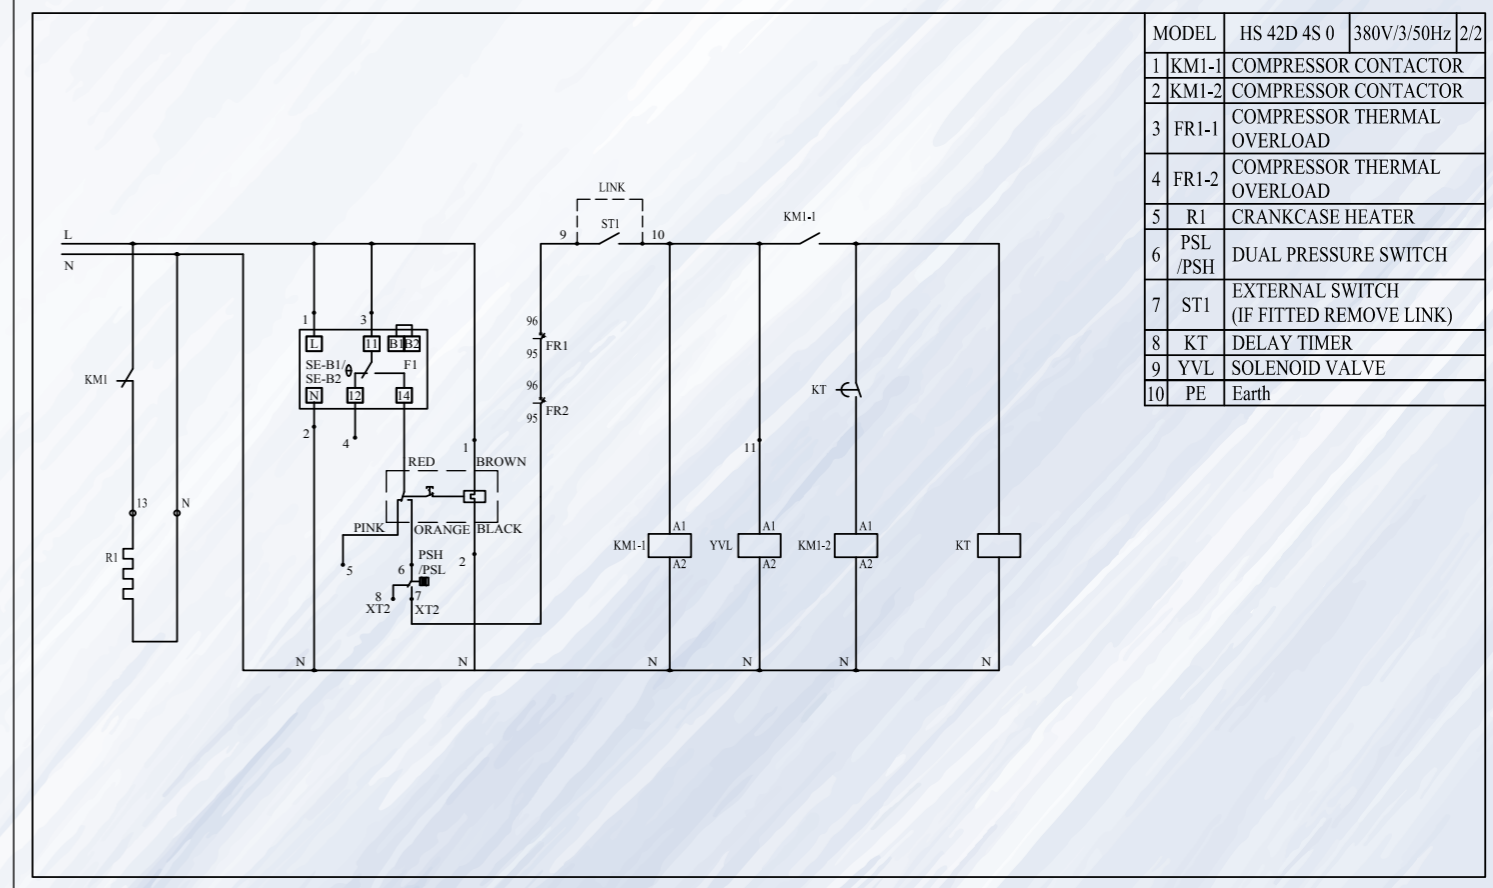 MODEL HS 42D 4S 0 380V/3/50Hz 2/2
1 KM1-1 COMPRESSOR CONTACTOR
2 KM1-2 COMPRESSOR CONTACTOR
3 FR1-1 COMPRESSOR THERMAL
OVERLOAD
4 FR1-2 COMPRESSOR THERMAL
OVERLOAD
5 R1 CRANKCASE HEATER
6 PSL
/PSH DUAL PRESSURE SWITCH
7 ST1 EXTERNAL SWITCH
(IF FITTED REMOVE LINK)
8 KT DELAY TIMER
9 YVL SOLENOID VALVE
10 PE Earth
LINK
ST1
KM1-1
L
9
10
N
1
3
96
L
11
B1
B2
FR1
95
SE-B1/
SE-B2
θ
F1
KM1
96
KT
N
12
14
FR2
95
2
4
1
11
RED
BROWN
13
N
PINK
ORANGE
BLACK
A1
A1
A1
R1
KM1-1
YVL
KM1-2
KT
PSH
/PSL
2
5
6
A2
A2
A2
8
7
XT2
XT2
N
N
N
N
N
N